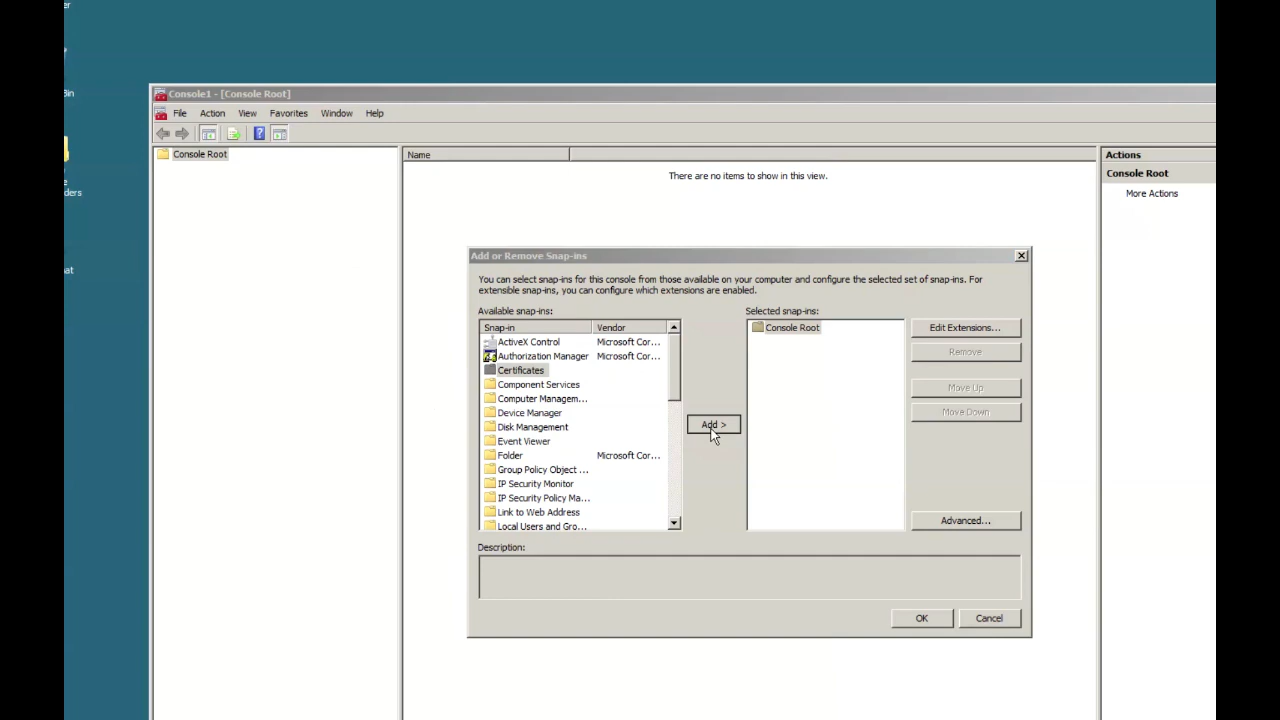 er
Bin
e
ders
at
Console1 - [Console Root]
File Action View Favorites Window Help
Console Root
Name
There are no items to show in this view.
Actions
Console Root
More Actions
Add or Remove Snap-ins
You can select snap-ins for this console from those available on your computer and configure the selected set of snap-ins. For
extensible snap-ins, you can configure which extensions are enabled.
Available snap-ins:
Snap-in Vendor
ActiveX Control Microsoft Cor...
Authorization Manager Microsoft Cor...
Certificates
Component Services
Computer Managem...
Device Manager
Disk Management
Event Viewer
Folder Microsoft Cor...
Group Policy Object ...
IP Security Monitor
IP Security Policy Ma...
Link to Web Address
Local Users and Gro...
Add >
Selected snap-ins:
Console Root
Edit Extensions...
Remove
Move Up
Move Down
Advanced...
Description:
OK Cancel